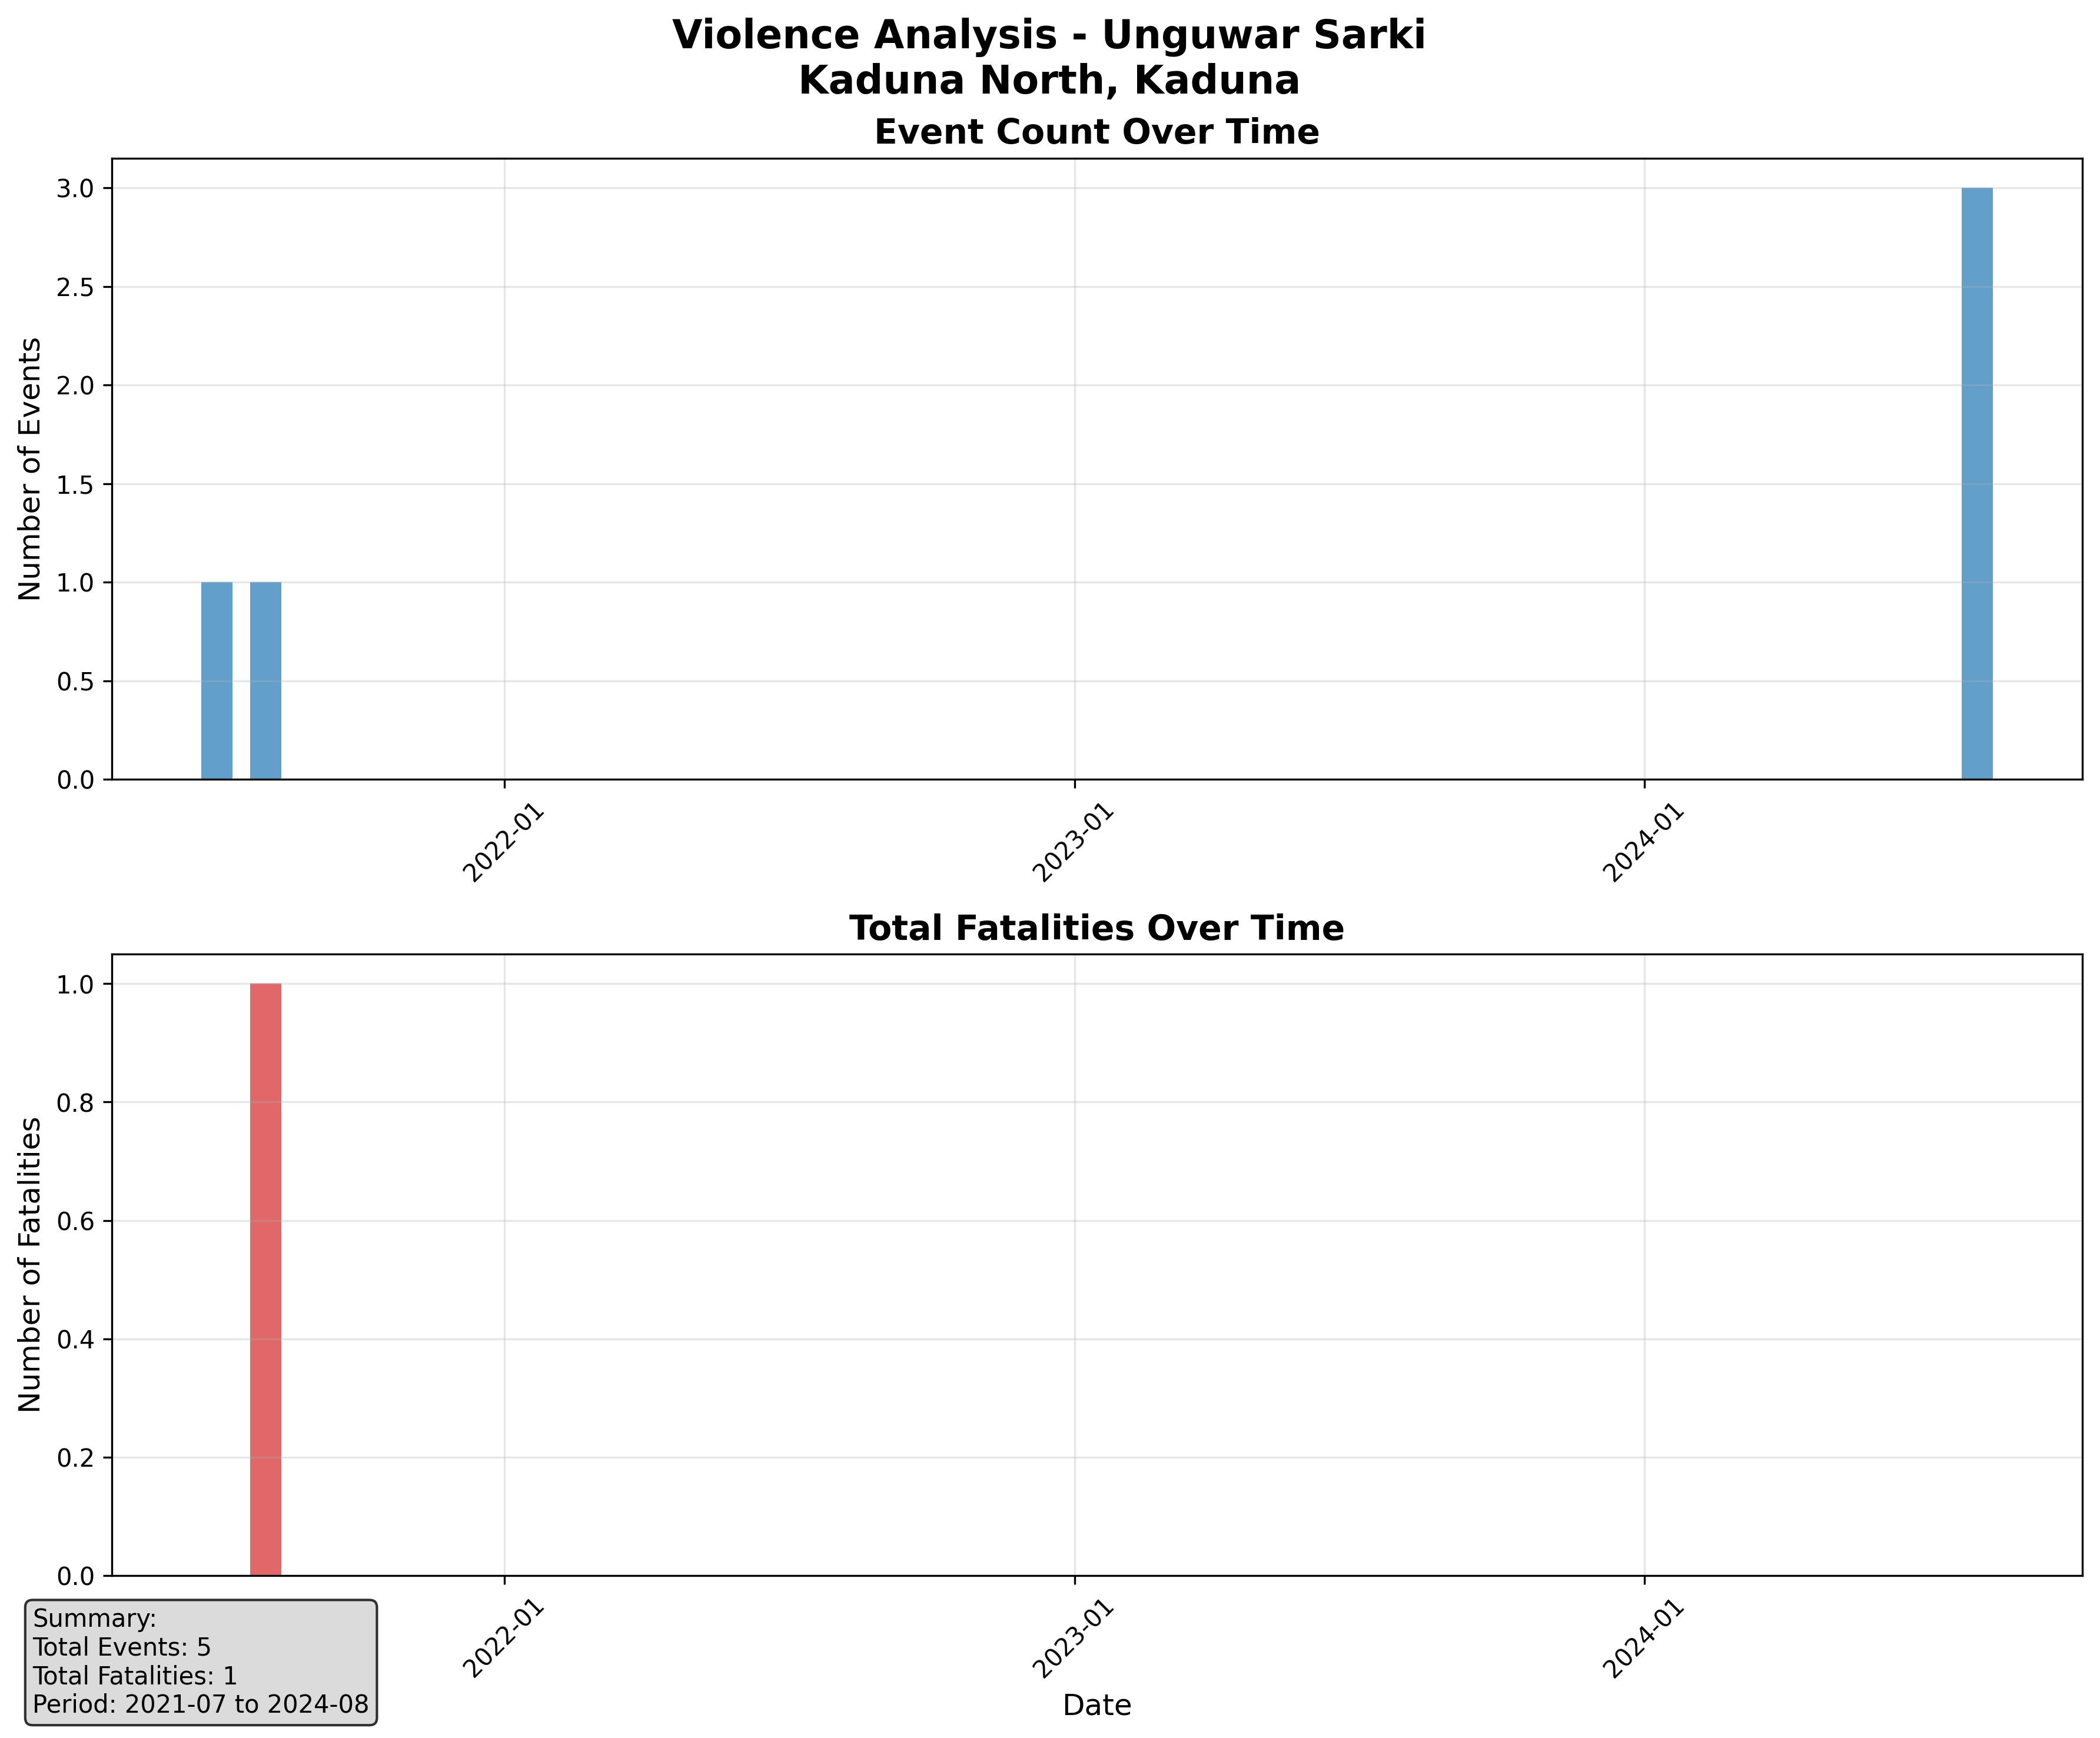 Violence Analysis - Unguwar Sarki
Kaduna North, Kaduna
Event Count Over Time
Number of Events
3.0
2.5
2.0
1.5
1.0
0.5
0.0
2022-01
2023-01
2024-01
Total Fatalities Over Time
Number of Fatalities
1.0
0.8
0.6
0.4
0.2
0.0
2022-01
2023-01
2024-01
Date
Summary:
Total Events: 5
Total Fatalities: 1
Period: 2021-07 to 2024-08